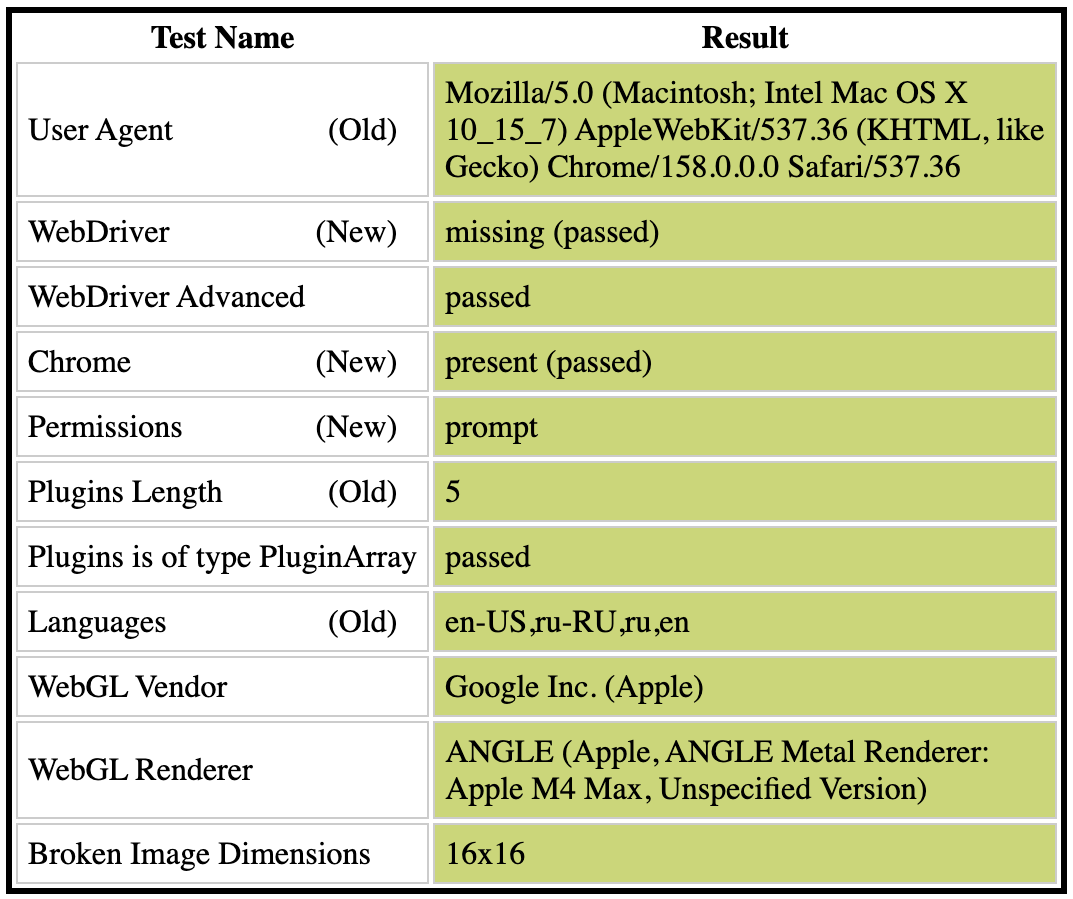 Test Name Result
User Agent (Old) Mozilla/5.0 (Macintosh; Intel Mac OS X
10_15_7) AppleWebKit/537.36 (KHTML, like
Gecko) Chrome/158.0.0.0 Safari/537.36
WebDriver (New) missing (passed)
WebDriver Advanced passed
Chrome (New) present (passed)
Permissions (New) prompt
Plugins Length (Old) 5
Plugins is of type PluginArray passed
Languages (Old) en-US,ru-RU,ru,en
WebGL Vendor Google Inc. (Apple)
WebGL Renderer ANGLE (Apple, ANGLE Metal Renderer:
Apple M4 Max, Unspecified Version)
Broken Image Dimensions 16x16